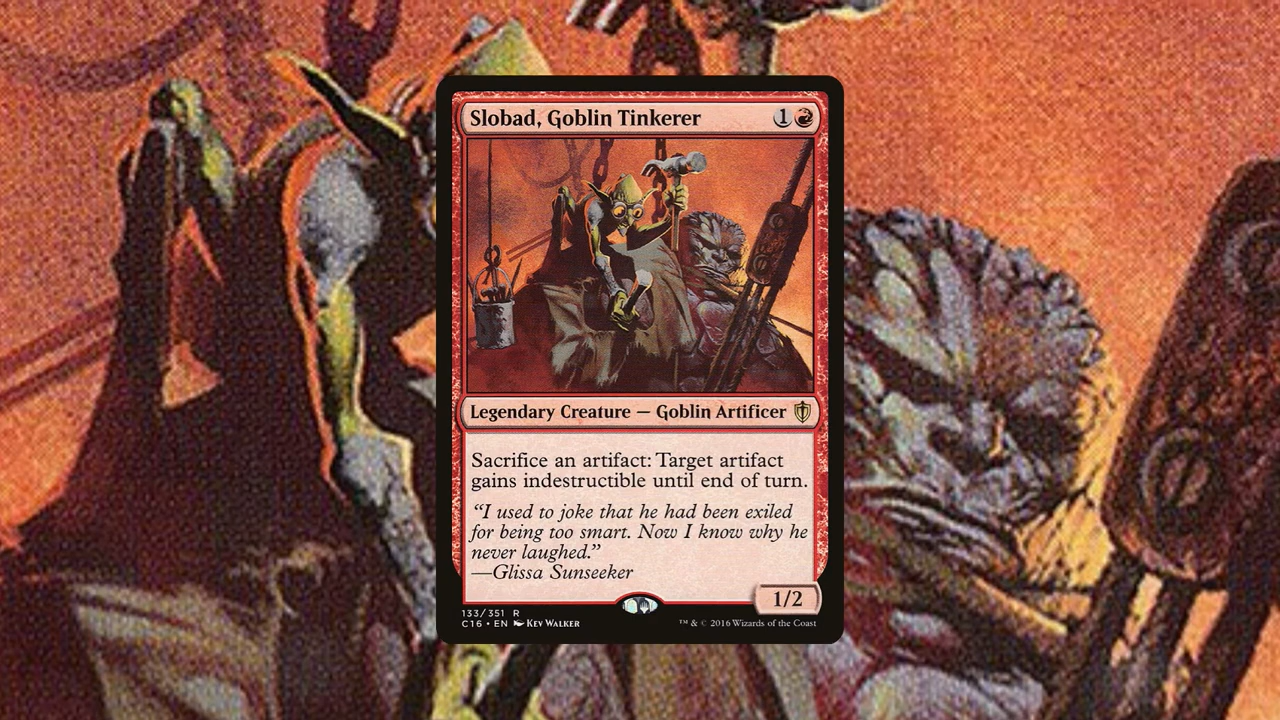 Slobad, Goblin Tinkerer 1
Legendary Creature — Goblin Artificer
Sacrifice an artifact: Target artifact
gains indestructible until end of turn.
“I used to joke that he had been exiled
for being too smart. Now I know why he
never laughed.”
—Glissa Sunseeker
1/2
133/351 R
C16 • EN Kev Walker
™ & © 2016 Wizards of the Coast